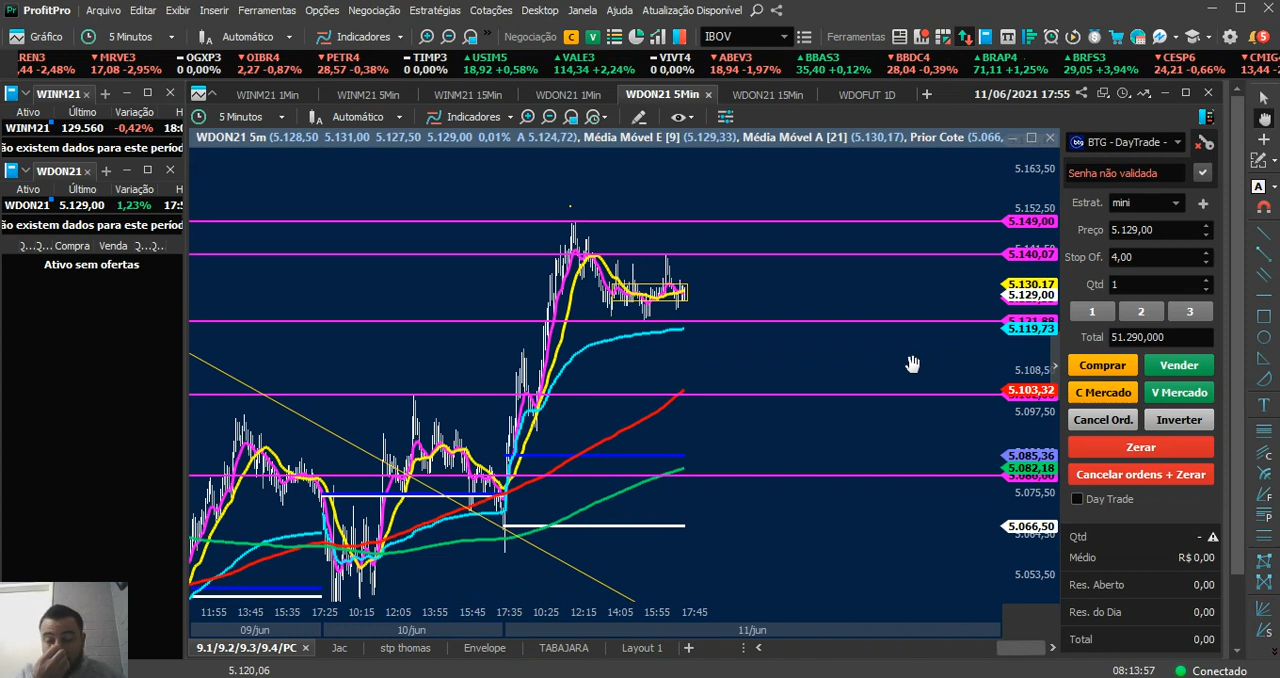 ProfitPro Arquivo Editar Exibir Inserir Ferramentas Opções Negociação Estratégias Cotações Desktop Janela Ajuda Atualização Disponível
Gráfico 5 Minutos Automático Indicadores Negociação C V IBOV Ferramentas 5
REN3 MRVE3 OGXP3 OIBR4 PETR4 TIMP3 USIM5 VALE3 VIVT4 ABEV3 BBAS3 BBDC4 BRAP4 BRFS3 CESP6 CMIG4
,44 -2,48% 17,08 -2,95% 0 0,00% 2,27 -0,87% 28,57 -0,38% 0 0,00% 18,92 +0,58% 114,34 +2,24% 0 0,00% 18,94 -1,97% 35,40 +0,12% 28,04 -0,39% 71,11 +1,25% 29,05 +3,94% 24,21 -0,66% 13,44 -
WINM21
Ativo Último Variação H
WINM21 129.560 -0,42% 18:0
ão existem dados para este períod
WDON21
Ativo Último Variação H
WDON21 5.129,00 1,23% 17:5
ão existem dados para este períod
Q... Q... Compra Venda Q... Q...
Ativo sem ofertas
WINM21 1Min WINM21 5Min WINM21 15Min WDON21 1Min WDON21 5Min WDON21 15Min WDOFUT 1D 11/06/2021 17:55
5 Minutos Automático Indicadores
WDON21 5m (5.128,50 5.131,00 5.127,50 5.129,00 0,01% A 5.124,72), Média Móvel E [9] (5.129,33), Média Móvel A [21] (5.130,17), Prior Cote (5.066,
5.163,50
5.152,50
5.149,00
5.140,07
5.130,17
5.129,00
5.119,73
5.108,5
5.103,32
5.097,50
5.085,36
5.082,18
5.075,50
5.066,50
5.053,50
11:55 13:45 15:35 17:25 10:15 12:05 13:55 15:45 17:35 10:25 12:15 14:05 15:55 17:45
09/jun 10/jun 11/jun
9.1/9.2/9.3/9.4/PC Jac stp thomas Envelope TABAJARA Layout 1
BTG - DayTrade -
Senha não validada
Estrat. mini
Preço 5.129,00
Stop Of. 4,00
Qtd 1
1 2 3
Total 51.290,000
Comprar Vender
C Mercado V Mercado
Cancel Ord. Inverter
Zerar
Cancelar ordens + Zerar
Day Trade
Qtd -
Médio R$ 0,00
Res. Aberto 0,00
Res. do Dia 0,00
Total 0,00
5.120,06 08:13:57 Conectado